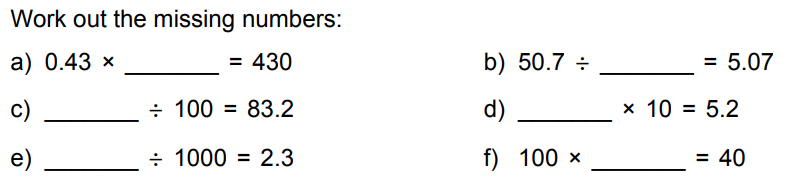 Work out the missing numbers:
a) 0.43 × _______ = 430 b) 50.7 ÷ _______ = 5.07
c) _______ ÷ 100 = 83.2 d) _______ × 10 = 5.2
e) _______ ÷ 1000 = 2.3 f) 100 × _______ = 40